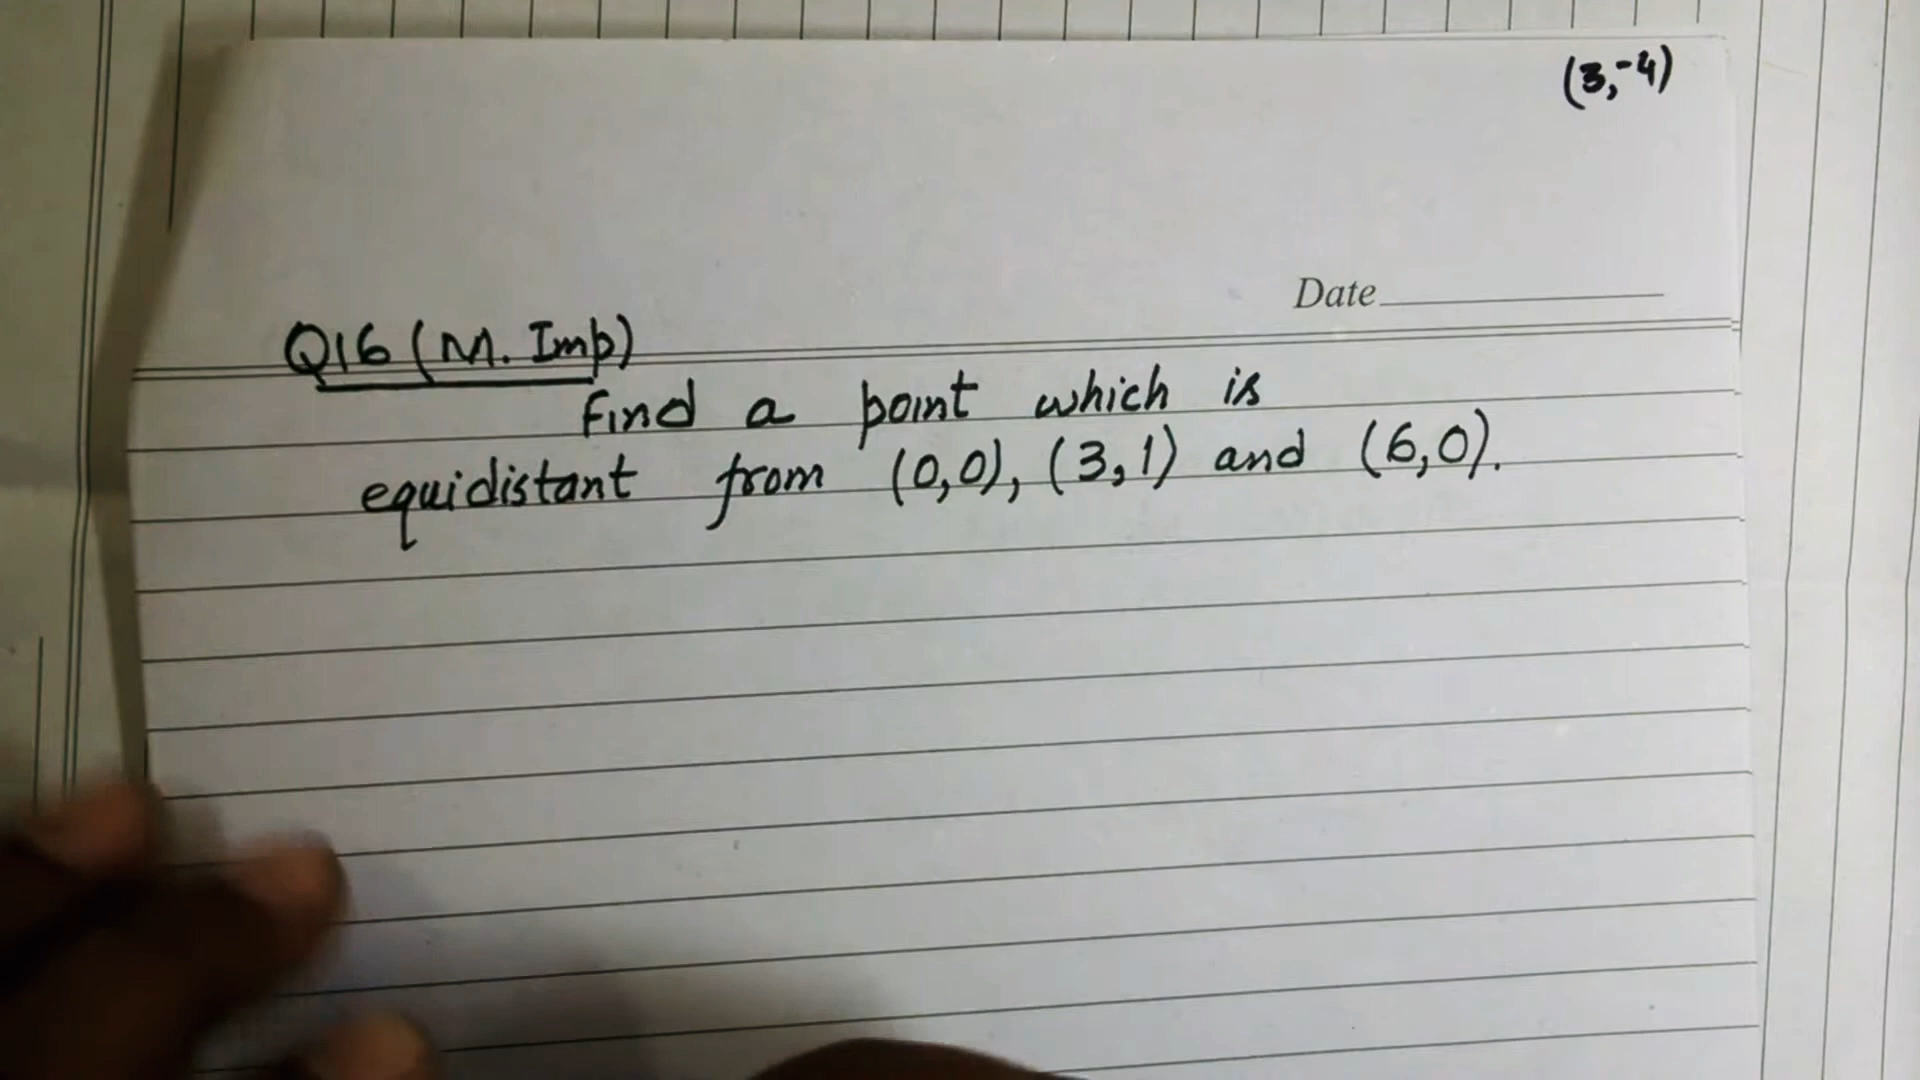 (3,-4)
Date
Q16 (M. Imp)
Find a point which is
equidistant from (0,0), (3,1) and (6,0).